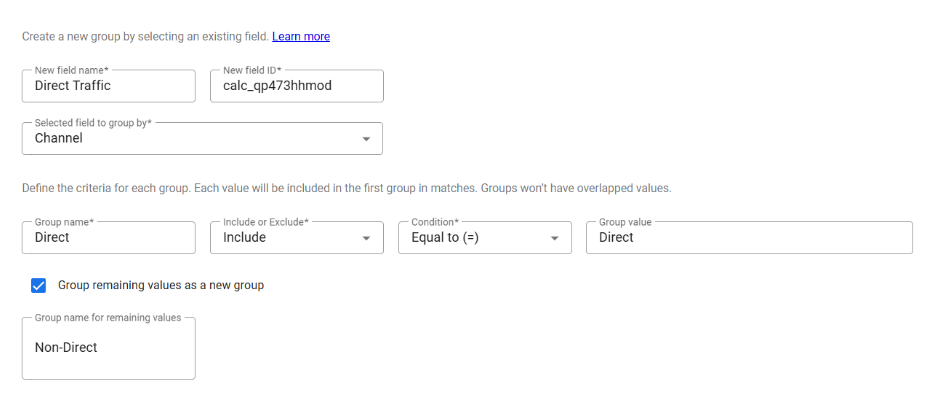 Create a new group by selecting an existing field. Learn more
New field name*
Direct Traffic
New field ID*
calc_qp473hhmod
Selected field to group by*
Channel
Define the criteria for each group. Each value will be included in the first group in matches. Groups won't have overlapped values.
Group name*
Direct
Include or Exclude*
Include
Condition*
Equal to (=)
Group value
Direct
Group remaining values as a new group
Group name for remaining values
Non-Direct